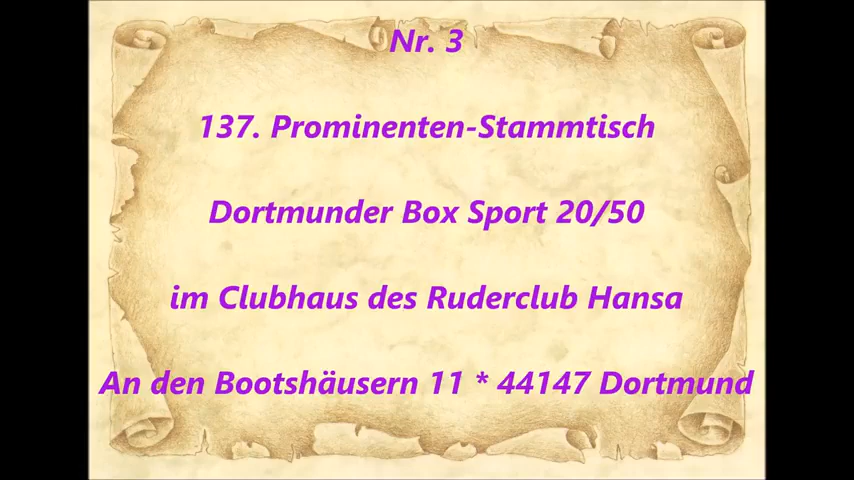 Nr. 3
137. Prominenten-Stammtisch
Dortmunder Box Sport 20/50
im Clubhaus des Ruderclub Hansa
An den Bootshäusern 11 * 44147 Dortmund